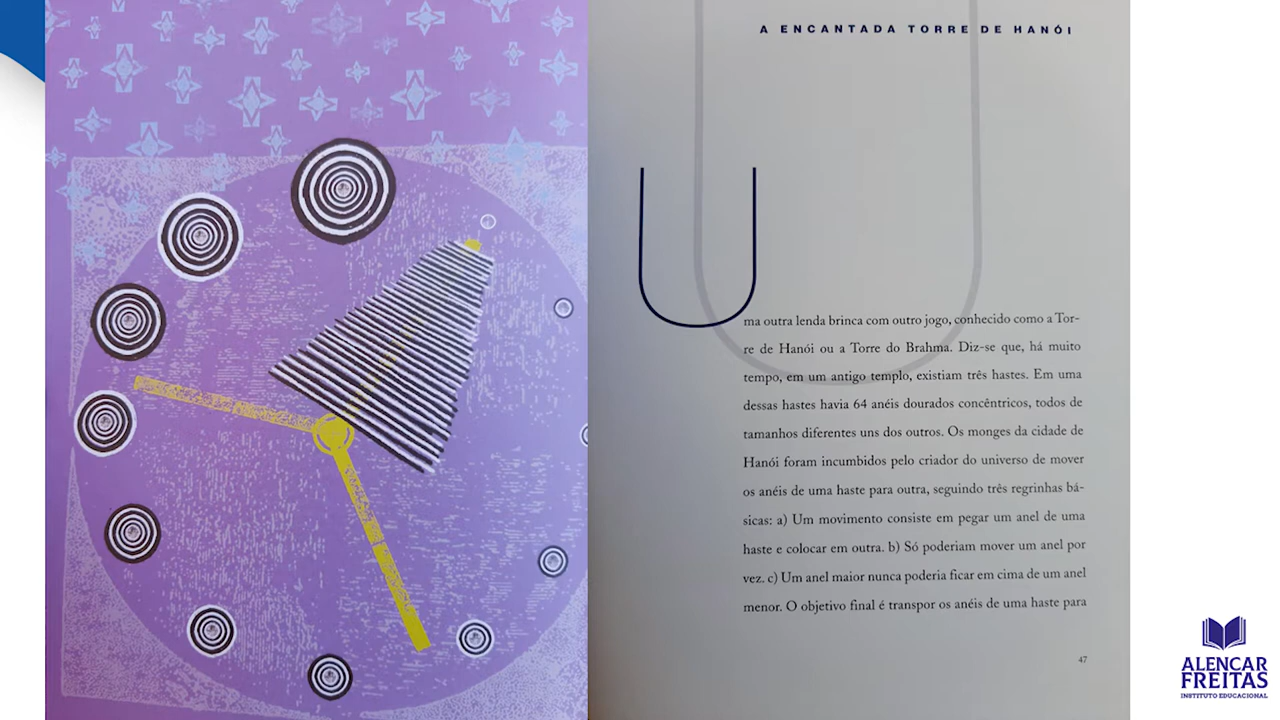 A ENCANTADA TORRE DE HANÓI
Uma outra lenda brinca com outro jogo, conhecido como a Tor-
re de Hanói ou a Torre do Brahma. Diz-se que, há muito
tempo, em um antigo templo, existiam três hastes. Em uma
dessas hastes havia 64 anéis dourados concêntricos, todos de
tamanhos diferentes uns dos outros. Os monges da cidade de
Hanói foram incumbidos pelo criador do universo de mover
os anéis de uma haste para outra, seguindo três regrinhas bá-
sicas: a) Um movimento consiste em pegar um anel de uma
haste e colocar em outra. b) Só poderiam mover um anel por
vez. c) Um anel maior nunca poderia ficar em cima de um anel
menor. O objetivo final é transpor os anéis de uma haste para
47
ALENCAR
FREITAS
INSTITUTO EDUCACIONAL